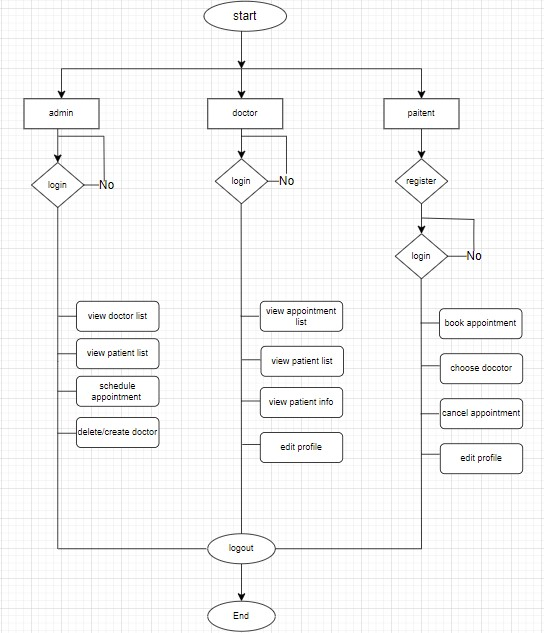 start
admin
doctor
paitent
login
No
login
No
register
login
No
view doctor list
view patient list
schedule
appointment
delete/create doctor
view appointment
list
view patient list
view patient info
edit profile
book appointment
choose docotor
cancel appointment
edit profile
logout
End